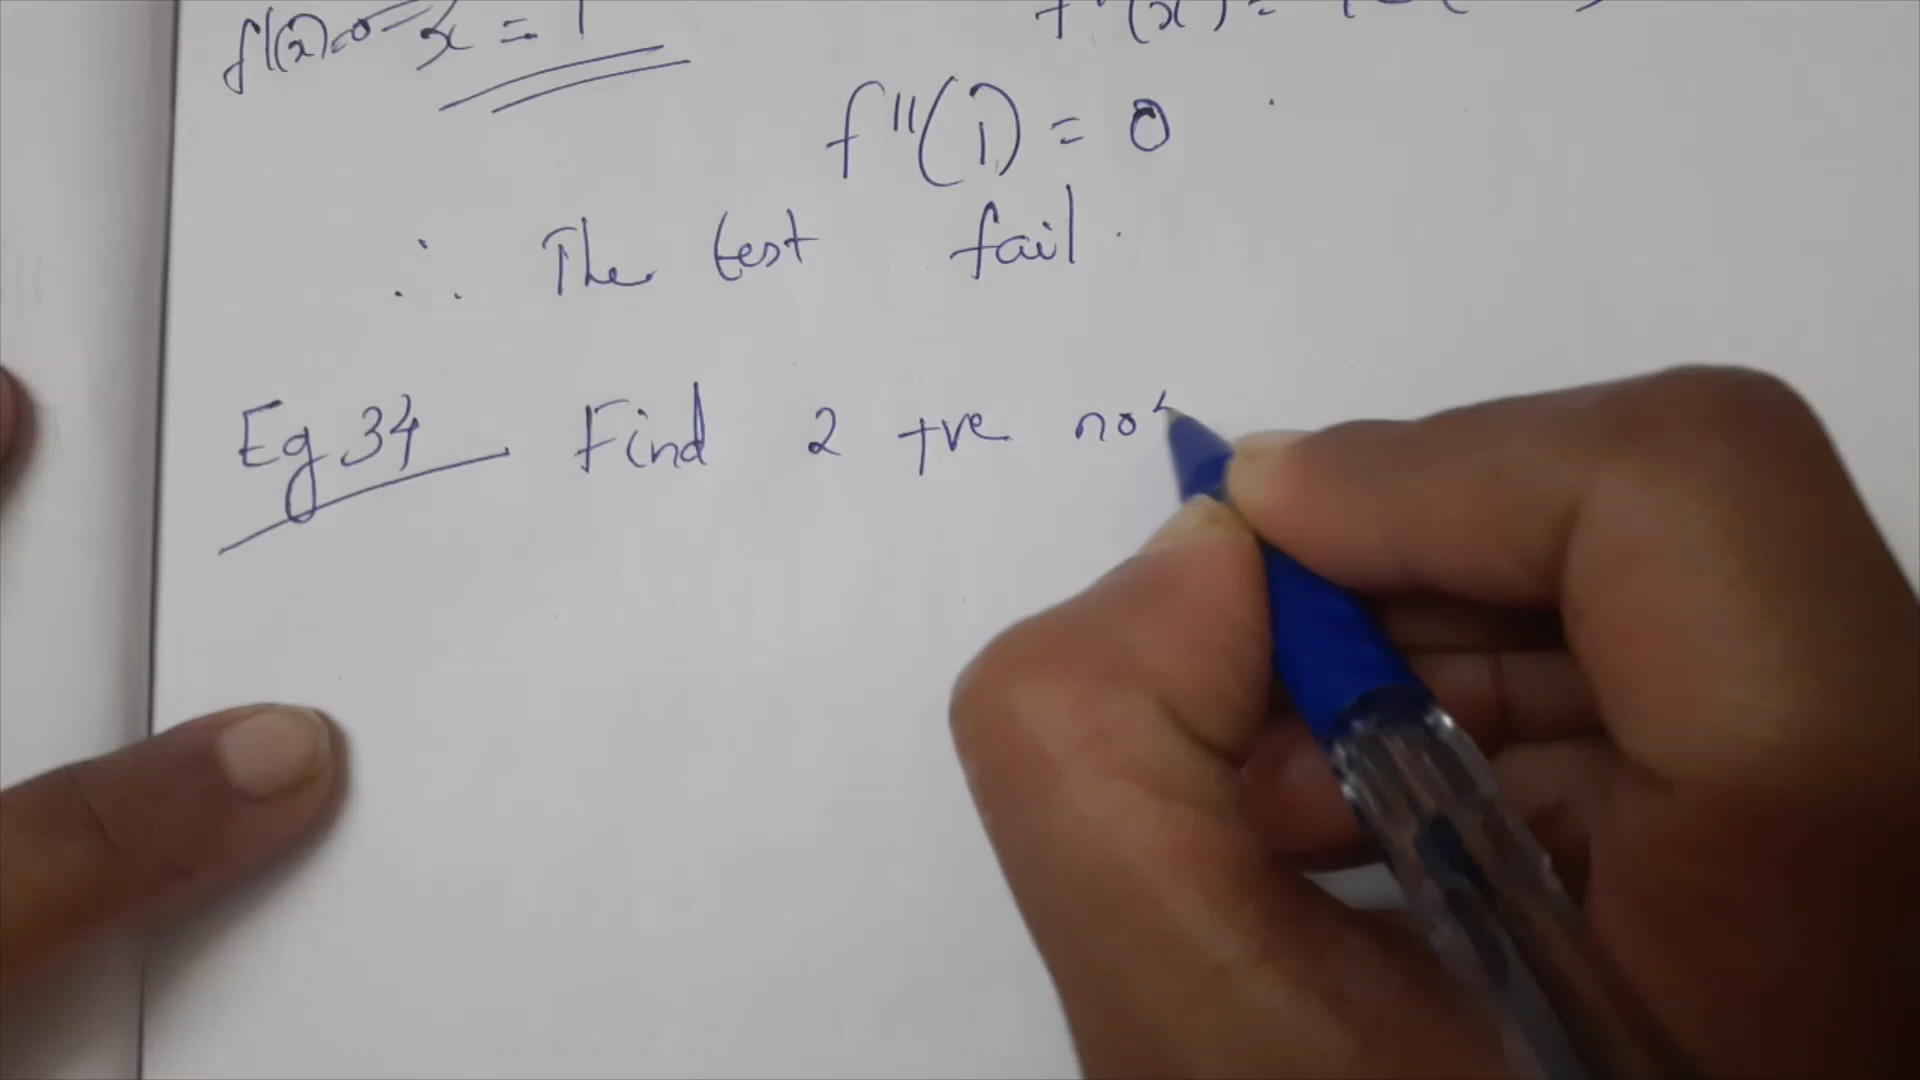 f'(x)=0 x = 1
f''(x) =
f''(1) = 0
∴ The test fail.
Eg 34 Find 2 +ve no